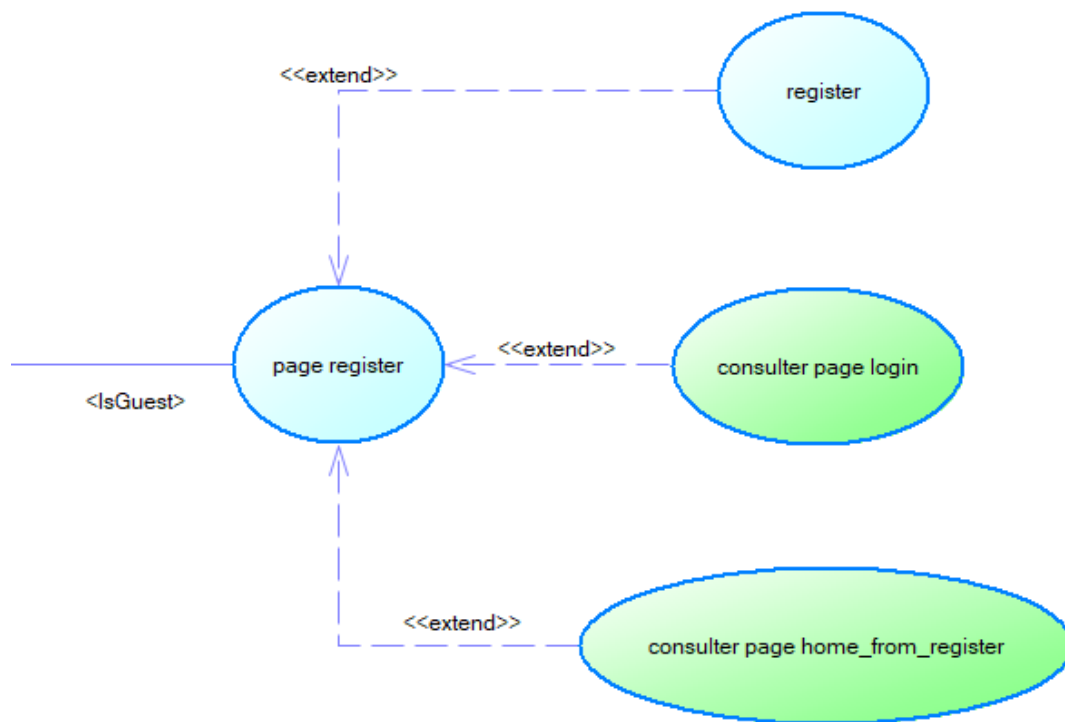 <<extend>>
register
<<extend>>
page register
consulter page login
<IsGuest>
<<extend>>
consulter page home_from_register